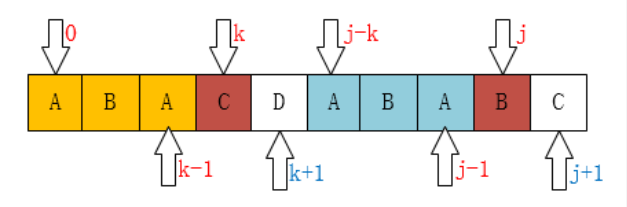 0 k j-k j
A B A C D A B A B C
k-1 k+1 j-1 j+1